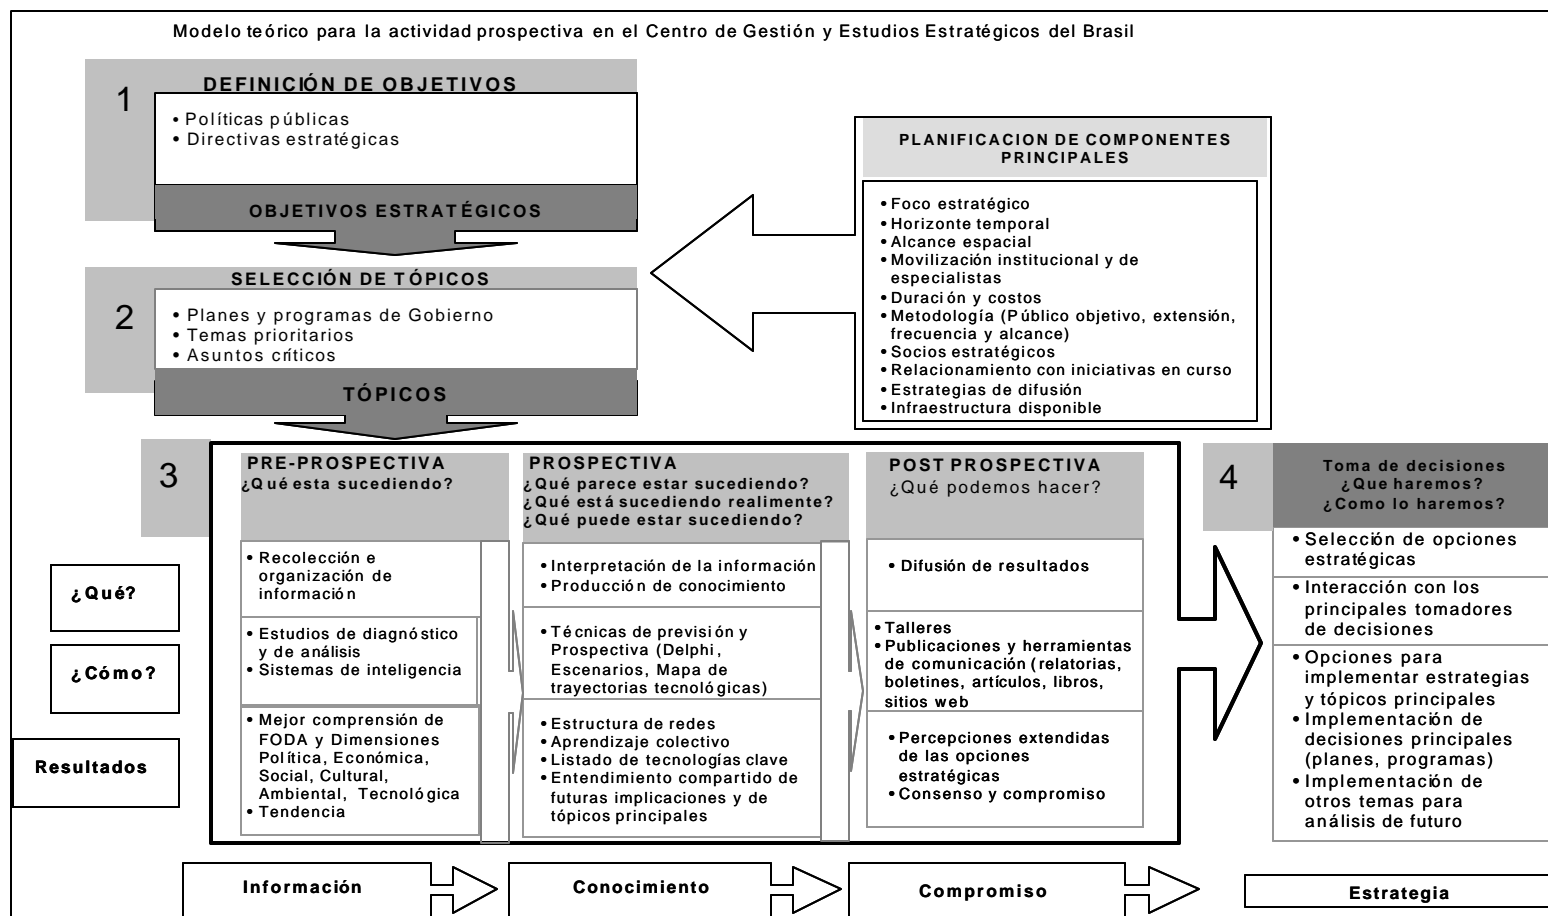 Modelo teórico para la actividad prospectiva en el Centro de Gestión y Estudios Estratégicos del Brasil
1
DEFINICIÓN DE OBJETIVOS
• Políticas públicas
• Directivas estratégicas
OBJETIVOS ESTRATÉGICOS
2
SELECCIÓN DE TÓPICOS
• Planes y programas de Gobierno
• Temas prioritarios
• Asuntos críticos
TÓPICOS
PLANIFICACION DE COMPONENTES
PRINCIPALES
• Foco estratégico
• Horizonte temporal
• Alcance espacial
• Movilización institucional y de
especialistas
• Duración y costos
• Metodología (Público objetivo, extensión,
frecuencia y alcance)
• Socios estratégicos
• Relacionamiento con iniciativas en curso
• Estrategias de difusión
• Infraestructura disponible
3
PRE-PROSPECTIVA
¿Qué esta sucediendo?
PROSPECTIVA
¿Qué parece estar sucediendo?
¿Qué está sucediendo realimente?
¿Qué puede estar sucediendo?
POST PROSPECTIVA
¿Qué podemos hacer?
4
Toma de decisiones
¿Que haremos?
¿Como lo haremos?
¿Qué?
• Recolección e
organización de
información
• Interpretación de la información
• Producción de conocimiento
• Difusión de resultados
• Selección de opciones
estratégicas
¿Cómo?
• Estudios de diagnóstico
y de análisis
• Sistemas de inteligencia
• Técnicas de previsión y
Prospectiva (Delphi,
Escenarios, Mapa de
trayectorias tecnológicas)
• Talleres
• Publicaciones y herramientas
de comunicación (relatorias,
boletines, artículos, libros,
sitios web
• Interacción con los
principales tomadores
de decisiones
Resultados
• Mejor comprensión de
FODA y Dimensiones
Política, Económica,
Social, Cultural,
Ambiental, Tecnológica
• Tendencia
• Estructura de redes
• Aprendizaje colectivo
• Listado de tecnologías clave
• Entendimiento compartido de
futuras implicaciones y de
tópicos principales
• Percepciones extendidas
de las opciones
estratégicas
• Consenso y compromiso
• Opciones para
implementar estrategias
y tópicos principales
• Implementación de
decisiones principales
(planes, programas)
• Implementación de
otros temas para
análisis de futuro
Información
Conocimiento
Compromiso
Estrategia